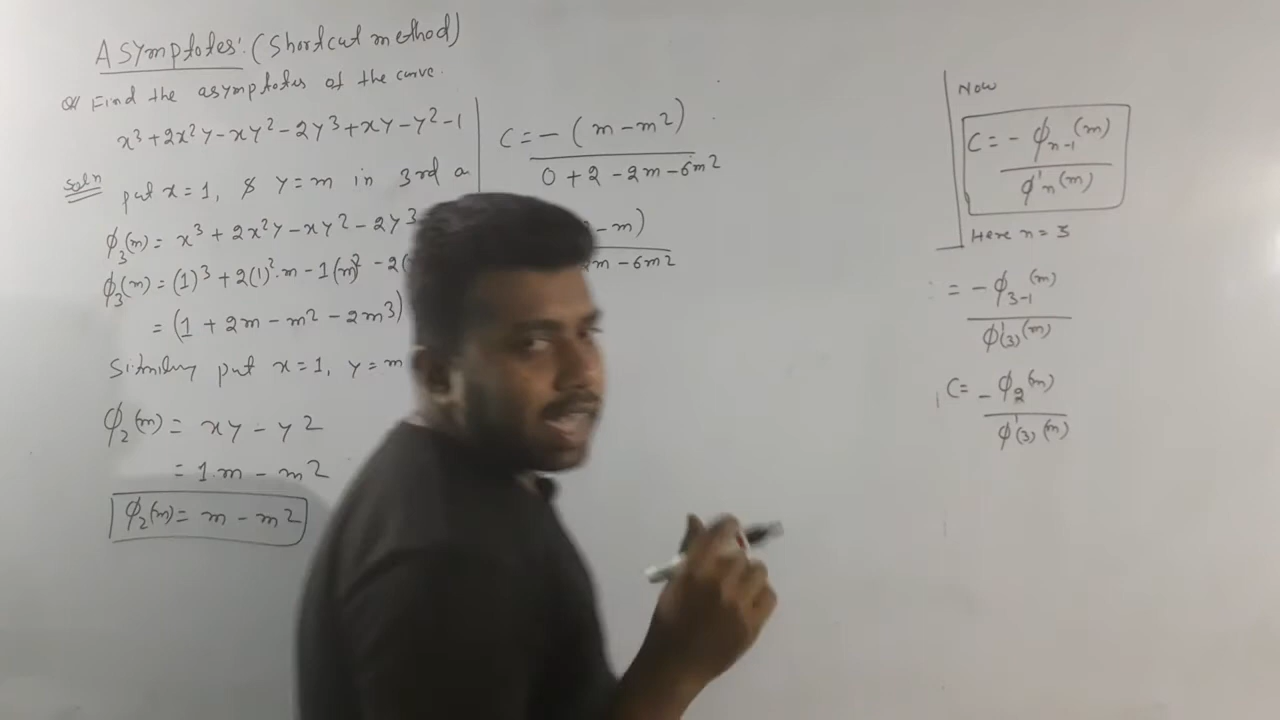 ASymptotes: (Shortcut method)
Q// Find the asymptotes of the curve.
x³ + 2x²y - xy² - 2y³ + xy - y² - 1
Soln put x = 1, & y = m in 3rd
ϕ₃(m) = x³ + 2x²y - xy² - 2y³
ϕ₃(m) = (1)³ + 2(1)².m - 1(m)² - 2(
= (1 + 2m - m² - 2m³)
put x = 1, y = m
ϕ₂(m) = xy - y²
= 1.m - m²
ϕ₂(m) = m - m²
C = - (m - m²)
0 + 2 - 2m - 6m²
- m)
m - 6m²
Now
C = - ϕₙ₋₁(m)
ϕ'ₙ(m)
Here n = 3
= - ϕ₃₋₁(m)
ϕ'(3)(m)
C = - ϕ₂(m)
ϕ'(3)(m)